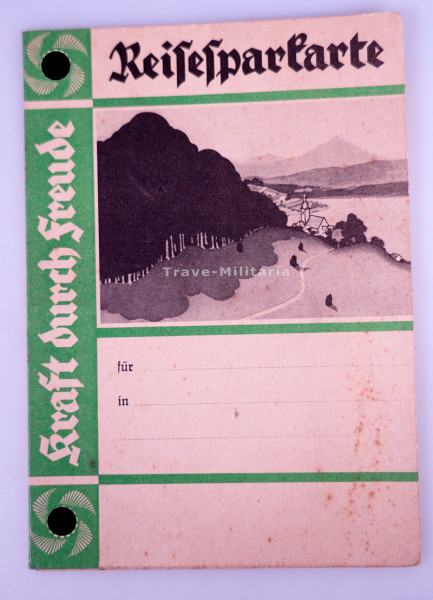 Reisesparkarte
Kraft durch Freude
Trave-Militaria
für
in